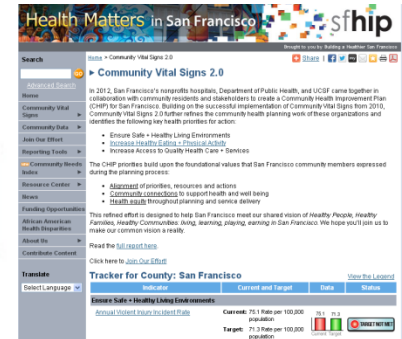 Health Matters in San Francisco
sfhip
Brought to you by Building a Healthier San Francisco
Search
GO
Advanced Search
Home
Community Vital
Signs
Community Data
Join Our Effort
Reporting Tools
Community Needs
Index
Resource Center
News
Funding Opportunities
African American
Health Disparities
About Us
Contribute Content
Translate
Select Language
Home » Community Vital Signs 2.0
Share
Community Vital Signs 2.0
In 2012, San Francisco's nonprofit hospitals, Department of Public Health, and UCSF came together in
collaboration with community residents and stakeholders to create a Community Health Improvement Plan
(CHIP) for San Francisco. Building on the successful implementation of Community Vital Signs from 2010,
Community Vital Signs 2.0 further refines the community health planning work of these organizations and
identifies the following key health priorities for action:
• Ensure Safe + Healthy Living Environments
• Increase Healthy Eating + Physical Activity
• Increase Access to Quality Health Care + Services
The CHIP priorities build upon the foundational values that San Francisco community members expressed
during the planning process:
• Alignment of priorities, resources and actions
• Community connections to support health and well being
• Health equity throughout planning and service delivery
This refined effort is designed to help San Francisco meet our shared vision of Healthy People, Healthy
Families, Healthy Communities: living, learning, playing, earning in San Francisco. We hope you'll join us to
make our common vision a reality.
Read the full report here.
Click here to Join Our Effort!
Tracker for County: San Francisco
View the Legend
Indicator Current and Target Data Status
Ensure Safe + Healthy Living Environments
Annual Violent Injury Incident Rate
Current: 75.1 Rate per 100,000
population
Target: 71.3 Rate per 100,000
population
75.1 71.3
Current Target
TARGET NOT MET